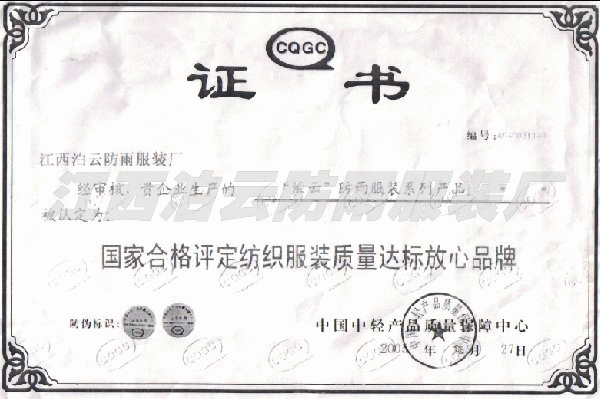 CQGC
证书
编号:
江西泊云防雨服装厂
经审核，贵企业生产的 防雨服装系列产品
被认定为:
国家合格评定纺织服装质量达标放心品牌
防伪标识:
中国中轻产品质量保障中心
年 月27日
江西泊云防雨服装厂